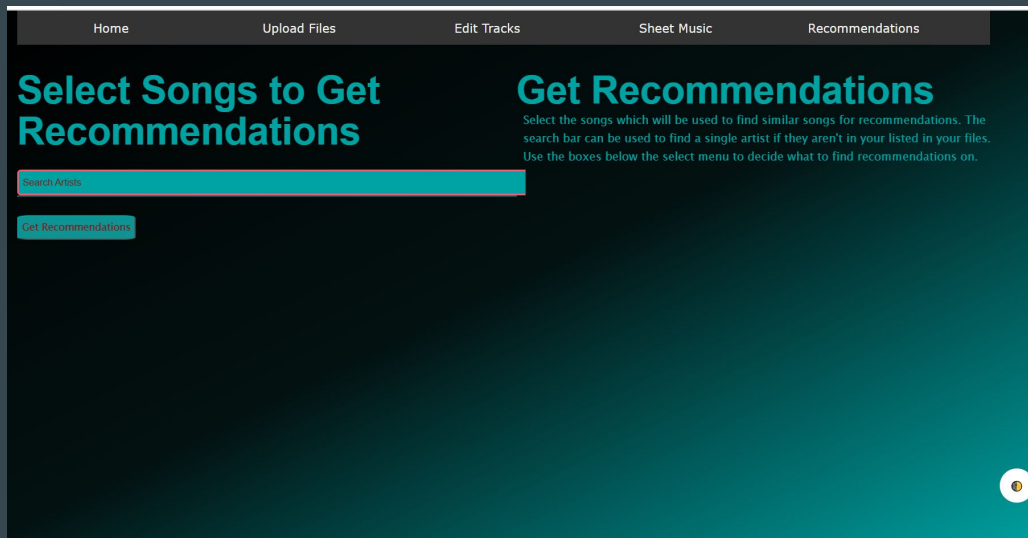 Home
Upload Files
Edit Tracks
Sheet Music
Recommendations
Select Songs to Get
Recommendations
Search Artists
Get Recommendations
Get Recommendations
Select the songs which will be used to find similar songs for recommendations. The
search bar can be used to find a single artist if they aren't in your listed in your files.
Use the boxes below the select menu to decide what to find recommendations on.